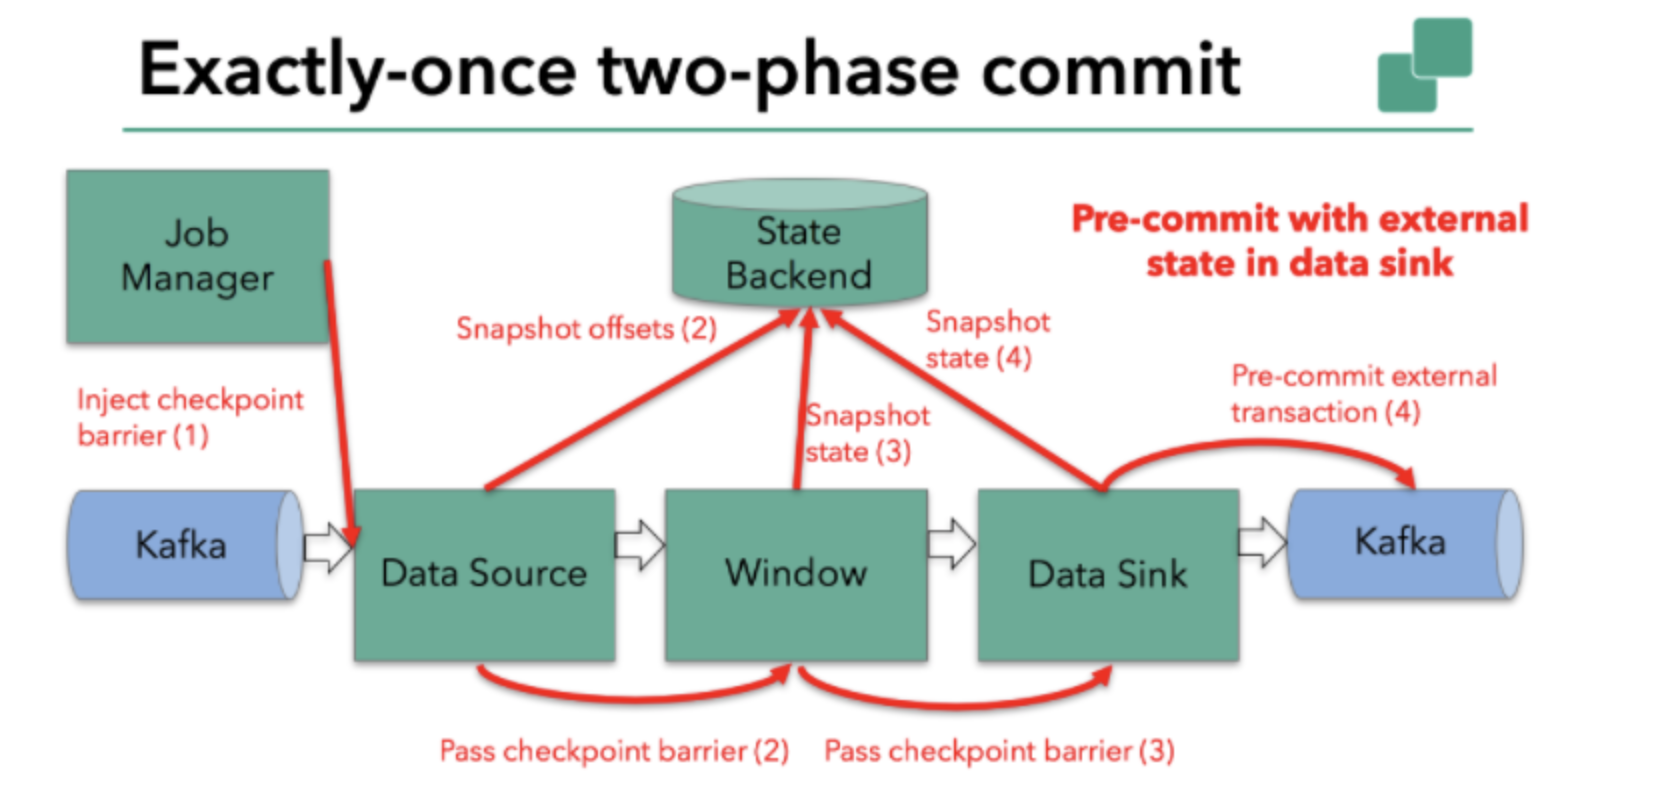 Exactly-once two-phase commit
Job
Manager
State
Backend
Pre-commit with external
state in data sink
Snapshot offsets (2)
Snapshot
state (4)
Pre-commit external
transaction (4)
Inject checkpoint
barrier (1)
Snapshot
state (3)
Kafka
Data Source
Window
Data Sink
Kafka
Pass checkpoint barrier (2)
Pass checkpoint barrier (3)